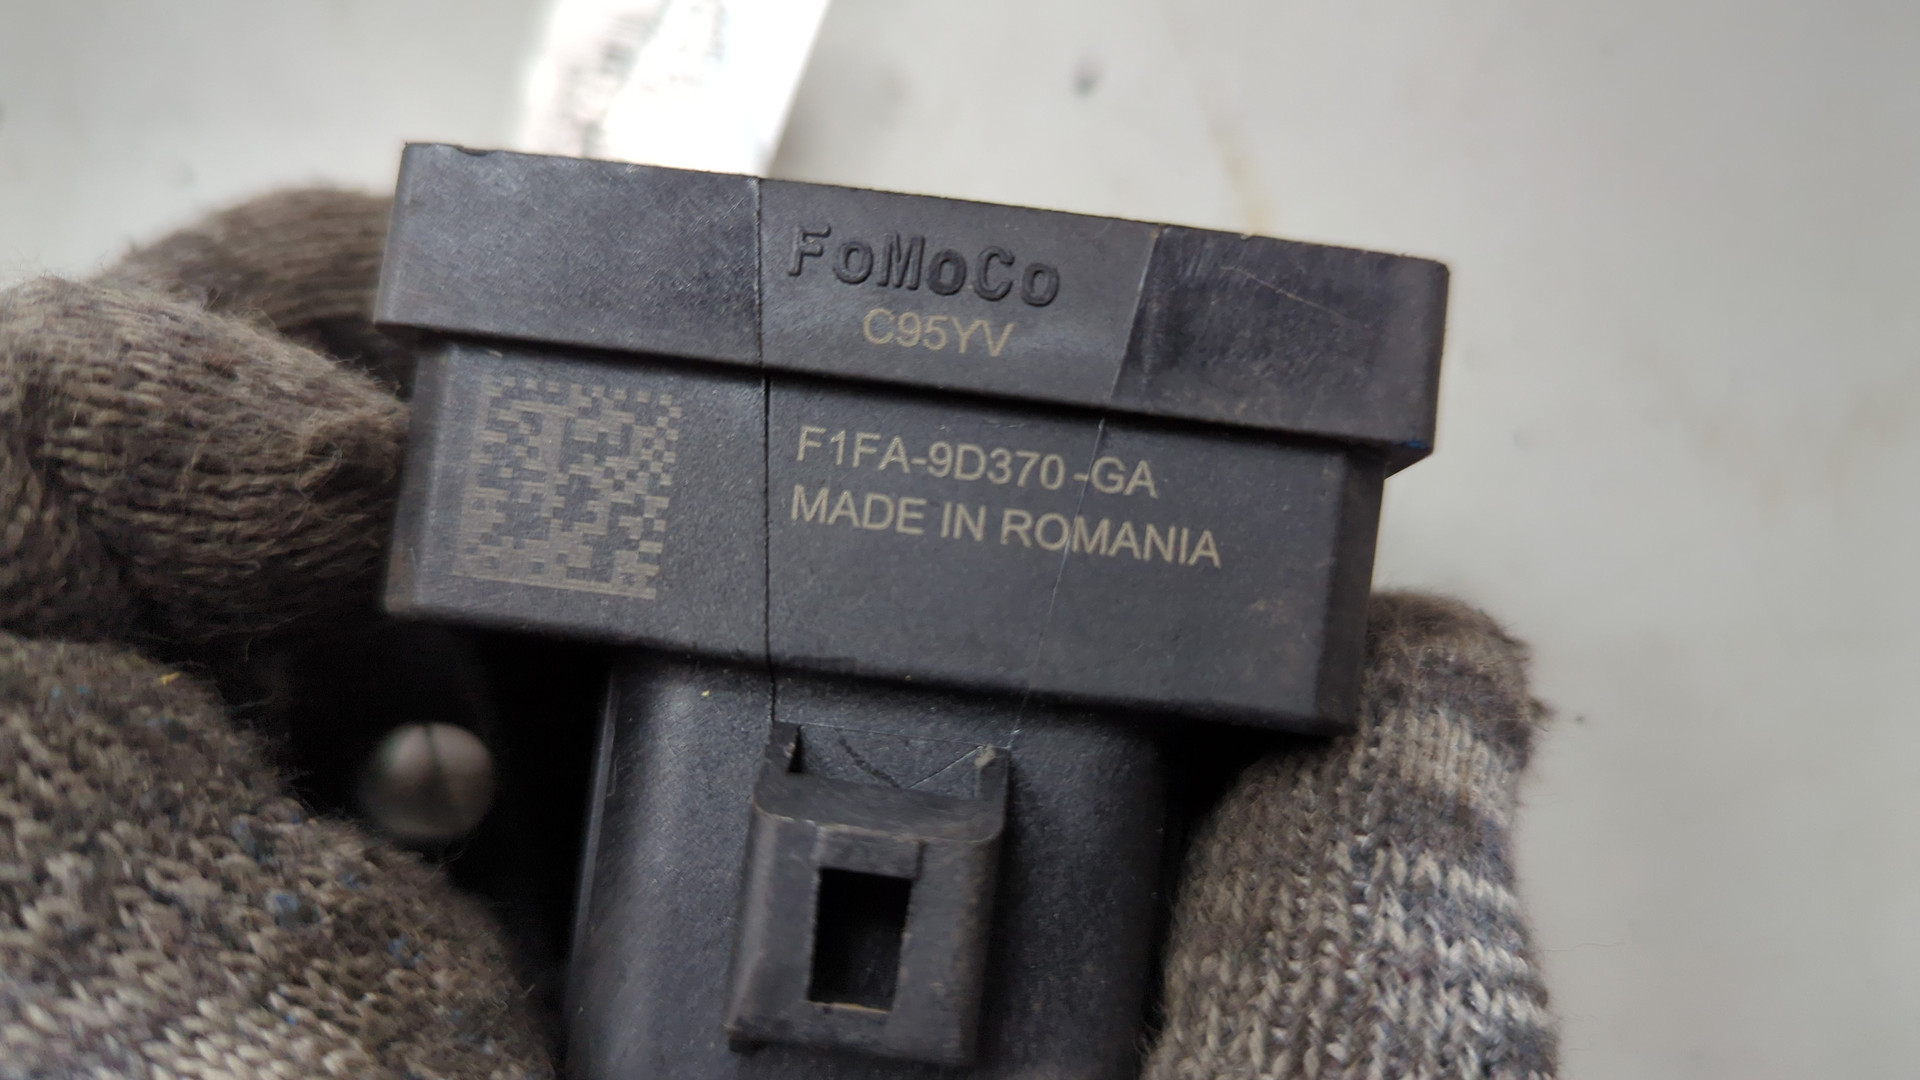 FoMoCo
C95YV
F1FA-9D370-GA
MADE IN ROMANIA